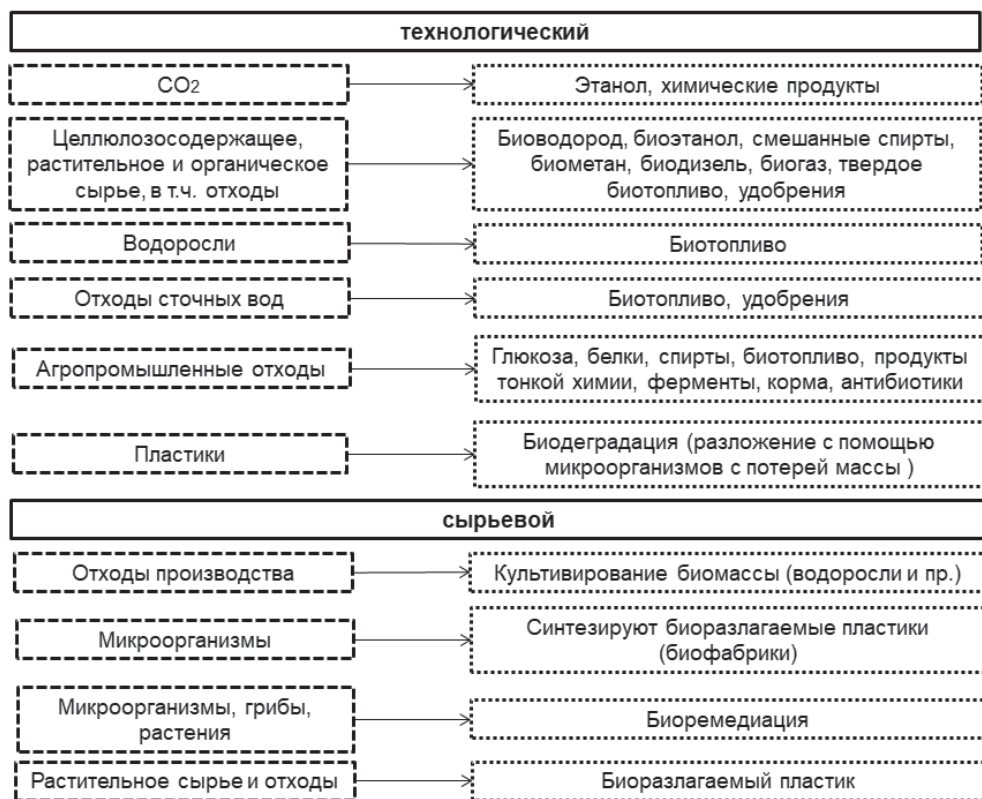 технологический
CO2
Этанол, химические продукты
Целлюлозосодержащее,
растительное и органическое
сырье, в т.ч. отходы
Биоводород, биоэтанол, смешанные спирты,
биометан, биодизель, биогаз, твердое
биотопливо, удобрения
Водоросли
Биотопливо
Отходы сточных вод
Биотопливо, удобрения
Агропромышленные отходы
Глюкоза, белки, спирты, биотопливо, продукты
тонкой химии, ферменты, корма, антибиотики
Пластики
Биодеградация (разложение с помощью
микроорганизмов с потерей массы )
сырьевой
Отходы производства
Культивирование биомассы (водоросли и пр.)
Микроорганизмы
Синтезируют биоразлагаемые пластики
(биофабрики)
Микроорганизмы, грибы,
растения
Биоремедиация
Растительное сырье и отходы
Биоразлагаемый пластик